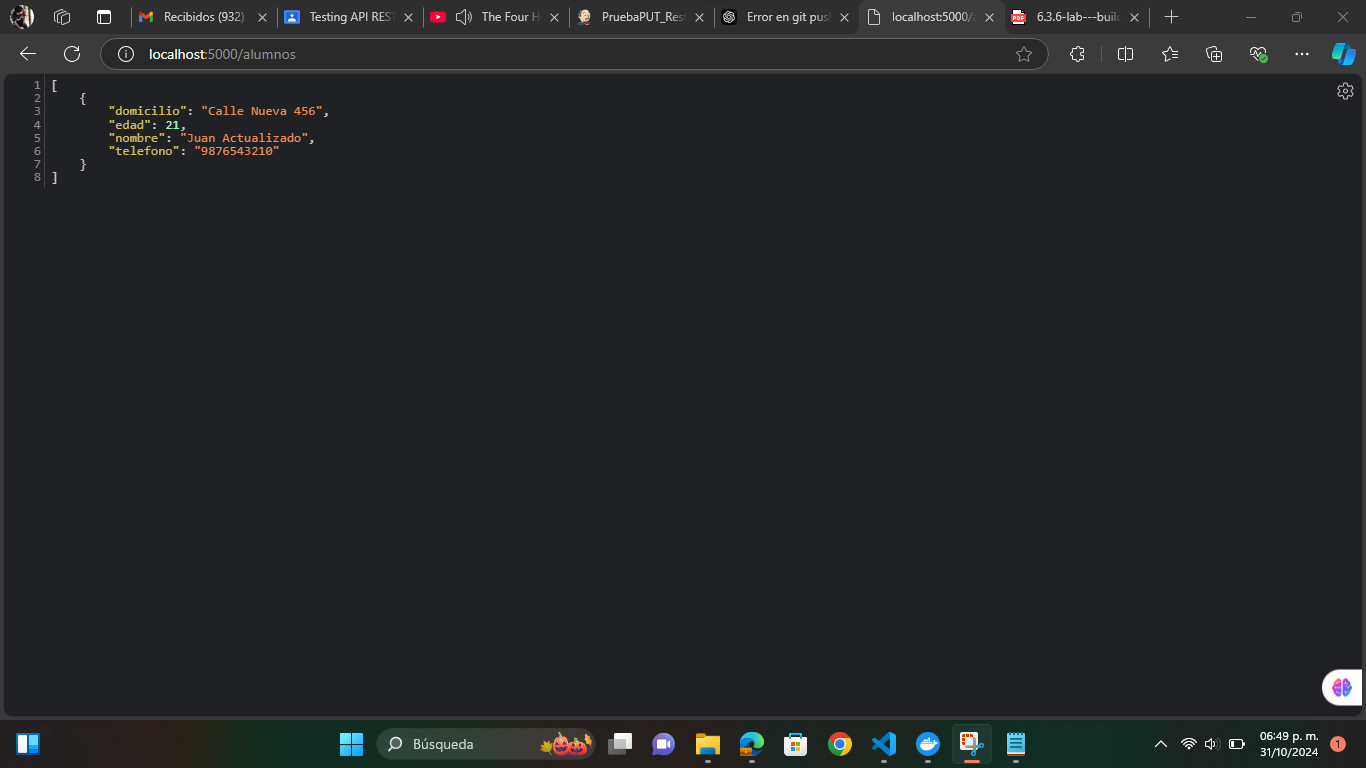 Recibidos (932)
Testing API REST
The Four H
PruebaPUT_Rest
Error en git pus
localhost:5000/a
6.3.6-lab---buil
localhost:5000/alumnos
1 [
2 {
3 "domicilio": "Calle Nueva 456",
4 "edad": 21,
5 "nombre": "Juan Actualizado",
6 "telefono": "9876543210"
7 }
8 ]
Búsqueda
06:49 p. m.
31/10/2024
1